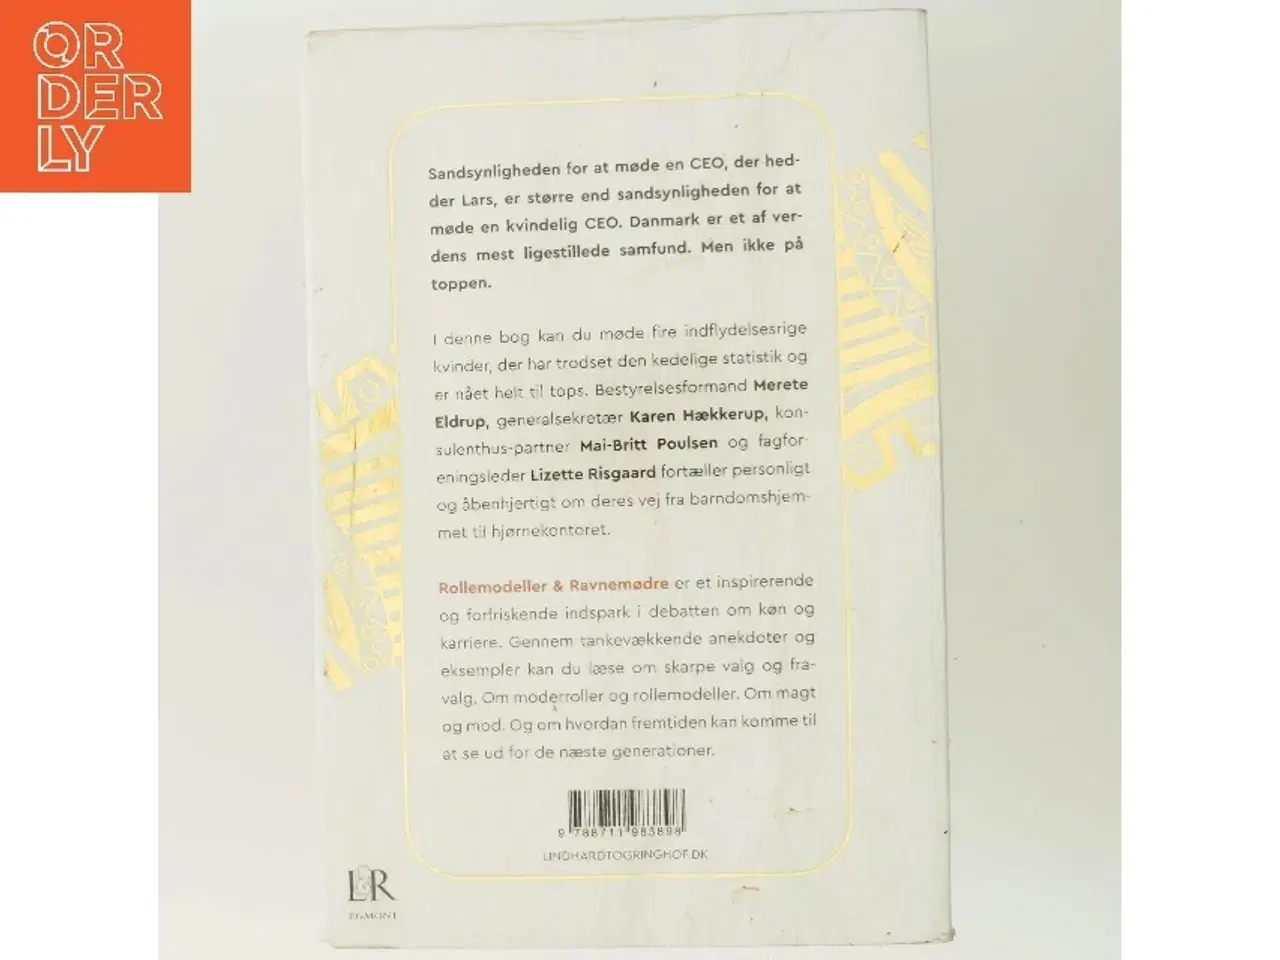 ORDERLY
Sandsynligheden for at møde en CEO, der hed-
der Lars, er større end sandsynligheden for at
møde en kvindelig CEO. Danmark er et af ver-
dens mest ligestillede samfund. Men ikke på
toppen.
I denne bog kan du møde fire indflydelsesrige
kvinder, der har trodset den kedelige statistik og
er nået helt til tops. Bestyrelsesformand Merete
Eldrup, generalsekretær Karen Hækkerup, kon-
sulenthus-partner Mai-Britt Poulsen og fagfor-
eningsleder Lizette Risgaard fortæller personligt
og åbenhjertigt om deres vej fra barndomshjem-
met til hjørnekontoret.
Rollemodeller & Ravnemødre er et inspirerende
og forfriskende indspark i debatten om køn og
karriere. Gennem tankevækkende anekdoter og
eksempler kan du læse om skarpe valg og fra-
valg. Om moderroller og rollemodeller. Om magt
og mod. Og om hvordan fremtiden kan komme til
at se ud for de næste generationer.
9 788711 983898
LINDHARDTOGRINGHOF.DK
L&R
EGMONT